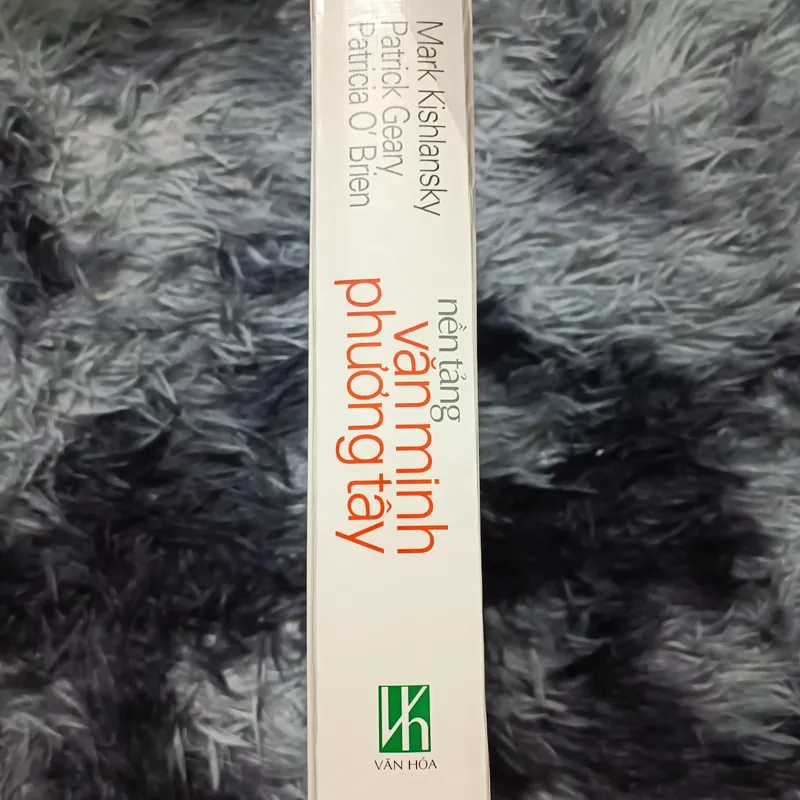 Mark Kishlansky
Patrick Geary,
Patricia O' Brien
nền tảng
văn minh
phương tây
VĂN HÓA